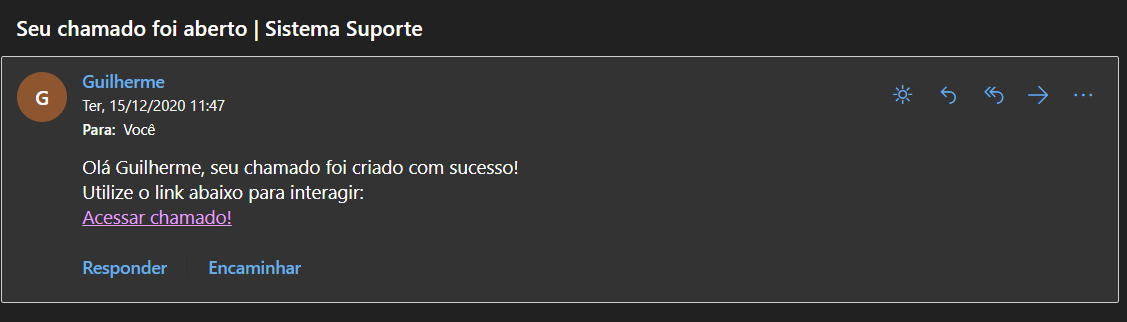 Seu chamado foi aberto | Sistema Suporte
G
Guilherme
Ter, 15/12/2020 11:47
Para: Você
Olá Guilherme, seu chamado foi criado com sucesso!
Utilize o link abaixo para interagir:
Acessar chamado!
Responder Encaminhar